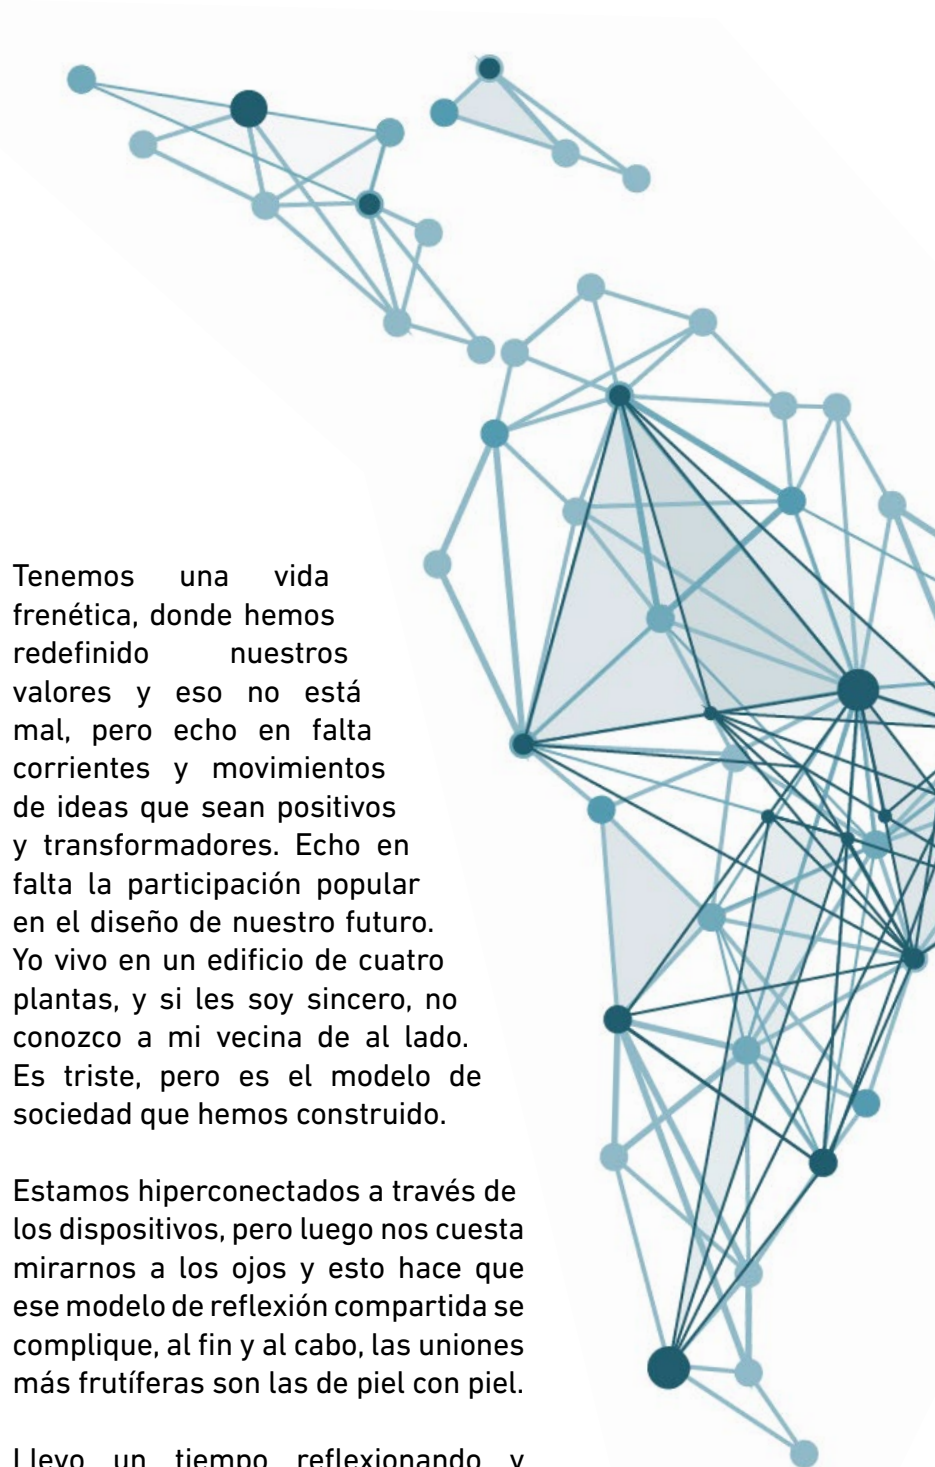 Tenemos una vida
frenética, donde hemos
redefinido nuestros
valores y eso no está
mal, pero echo en falta
corrientes y movimientos
de ideas que sean positivos
y transformadores. Echo en
falta la participación popular
en el diseño de nuestro futuro.
Yo vivo en un edificio de cuatro
plantas, y si les soy sincero, no
conozco a mi vecina de al lado.
Es triste, pero es el modelo de
sociedad que hemos construido.
Estamos hiperconectados a través de
los dispositivos, pero luego nos cuesta
mirarnos a los ojos y esto hace que
ese modelo de reflexión compartida se
complique, al fin y al cabo, las uniones
más frutíferas son las de piel con piel.
Llevo un tiempo reflexionando y